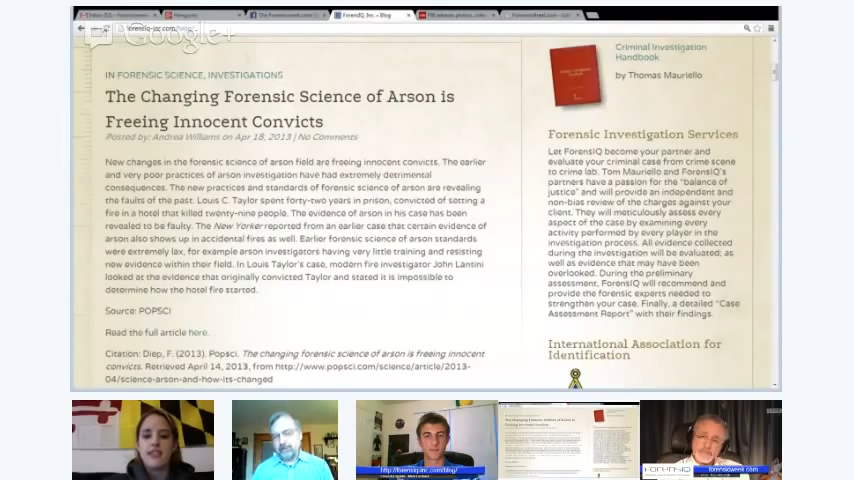 Google+
forensiq-inc.com/blog/
ForensIQ, Inc. – Blog
IN FORENSIC SCIENCE, INVESTIGATIONS
The Changing Forensic Science of Arson is
Freeing Innocent Convicts
Posted by: Andrea Williams on Apr 18, 2013 | No Comments
New changes in the forensic science of arson field are freeing innocent convicts. The earlier
and very poor practices of arson investigation have had extremely detrimental
consequences. The new practices and standards of forensic science of arson are revealing
the faults of the past. Louis C. Taylor spent forty-two years in prison, convicted of setting a
fire in a hotel that killed twenty-nine people. The evidence of arson in his case has been
revealed to be faulty. The New Yorker reported from an earlier case that certain evidence of
arson also shows up in accidental fires as well. Earlier forensic science of arson standards
were extremely lax, for example arson investigators having very little training and resisting
new evidence within their field. In Louis Taylor's case, modern fire investigator John Lantini
looked at the evidence that originally convicted Taylor and stated it is impossible to
determine how the hotel fire started.
Source: POPSCI
Read the full article here.
Citation: Diep, F. (2013). Popsci. The changing forensic science of arson is freeing innocent
convicts. Retrieved April 14, 2013, from http://www.popsci.com/science/article/2013-
04/science-arson-and-how-its-changed
Criminal Investigation
Handbook
by Thomas Mauriello
Forensic Investigation Services
Let ForensIQ become your partner and
evaluate your criminal case from crime scene
to crime lab. Tom Mauriello and ForensIQ's
partners have a passion for the "balance of
justice" and will provide an independent and
non-bias review of the charges against your
client. They will meticulously assess every
aspect of the case by examining every
activity performed by every player in the
investigation process. All evidence collected
during the investigation will be evaluated; as
well as evidence that may have been
overlooked. During the preliminary
assessment, ForensIQ will recommend and
provide the forensic experts needed to
strengthen your case. Finally, a detailed "Case
Assessment Report" with their findings.
International Association for
Identification
http://forensiq-inc.com/blog/
FORENSIQ
forensicweek.com